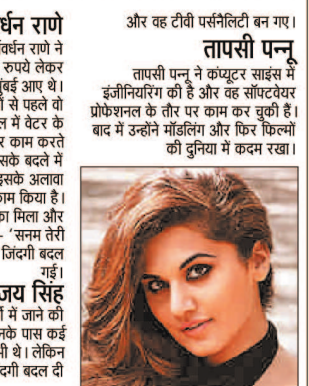 र्धन राणे
वर्धन राणे ने
रुपये लेकर
ुंबई आए थे।
ं से पहले वो
ल में वेटर के
र काम करते
सके बदले में
इसके अलावा
काम किया है।
का मिला और
- ‘सनम तेरी
जिंदगी बदल
गई।
जय सिंह
में जाने की
नके पास कई
भी थे। लेकिन
दगी बदल दी
और वह टीवी पर्सनैलिटी बन गए।
तापसी पन्नू
तापसी पन्नू ने कंप्यूटर साइंस में
इंजीनियरिंग की है और वह सॉफ्टवेयर
प्रोफेशनल के तौर पर काम कर चुकी हैं।
बाद में उन्होंने मॉडलिंग और फिर फिल्मों
की दुनिया में कदम रखा।